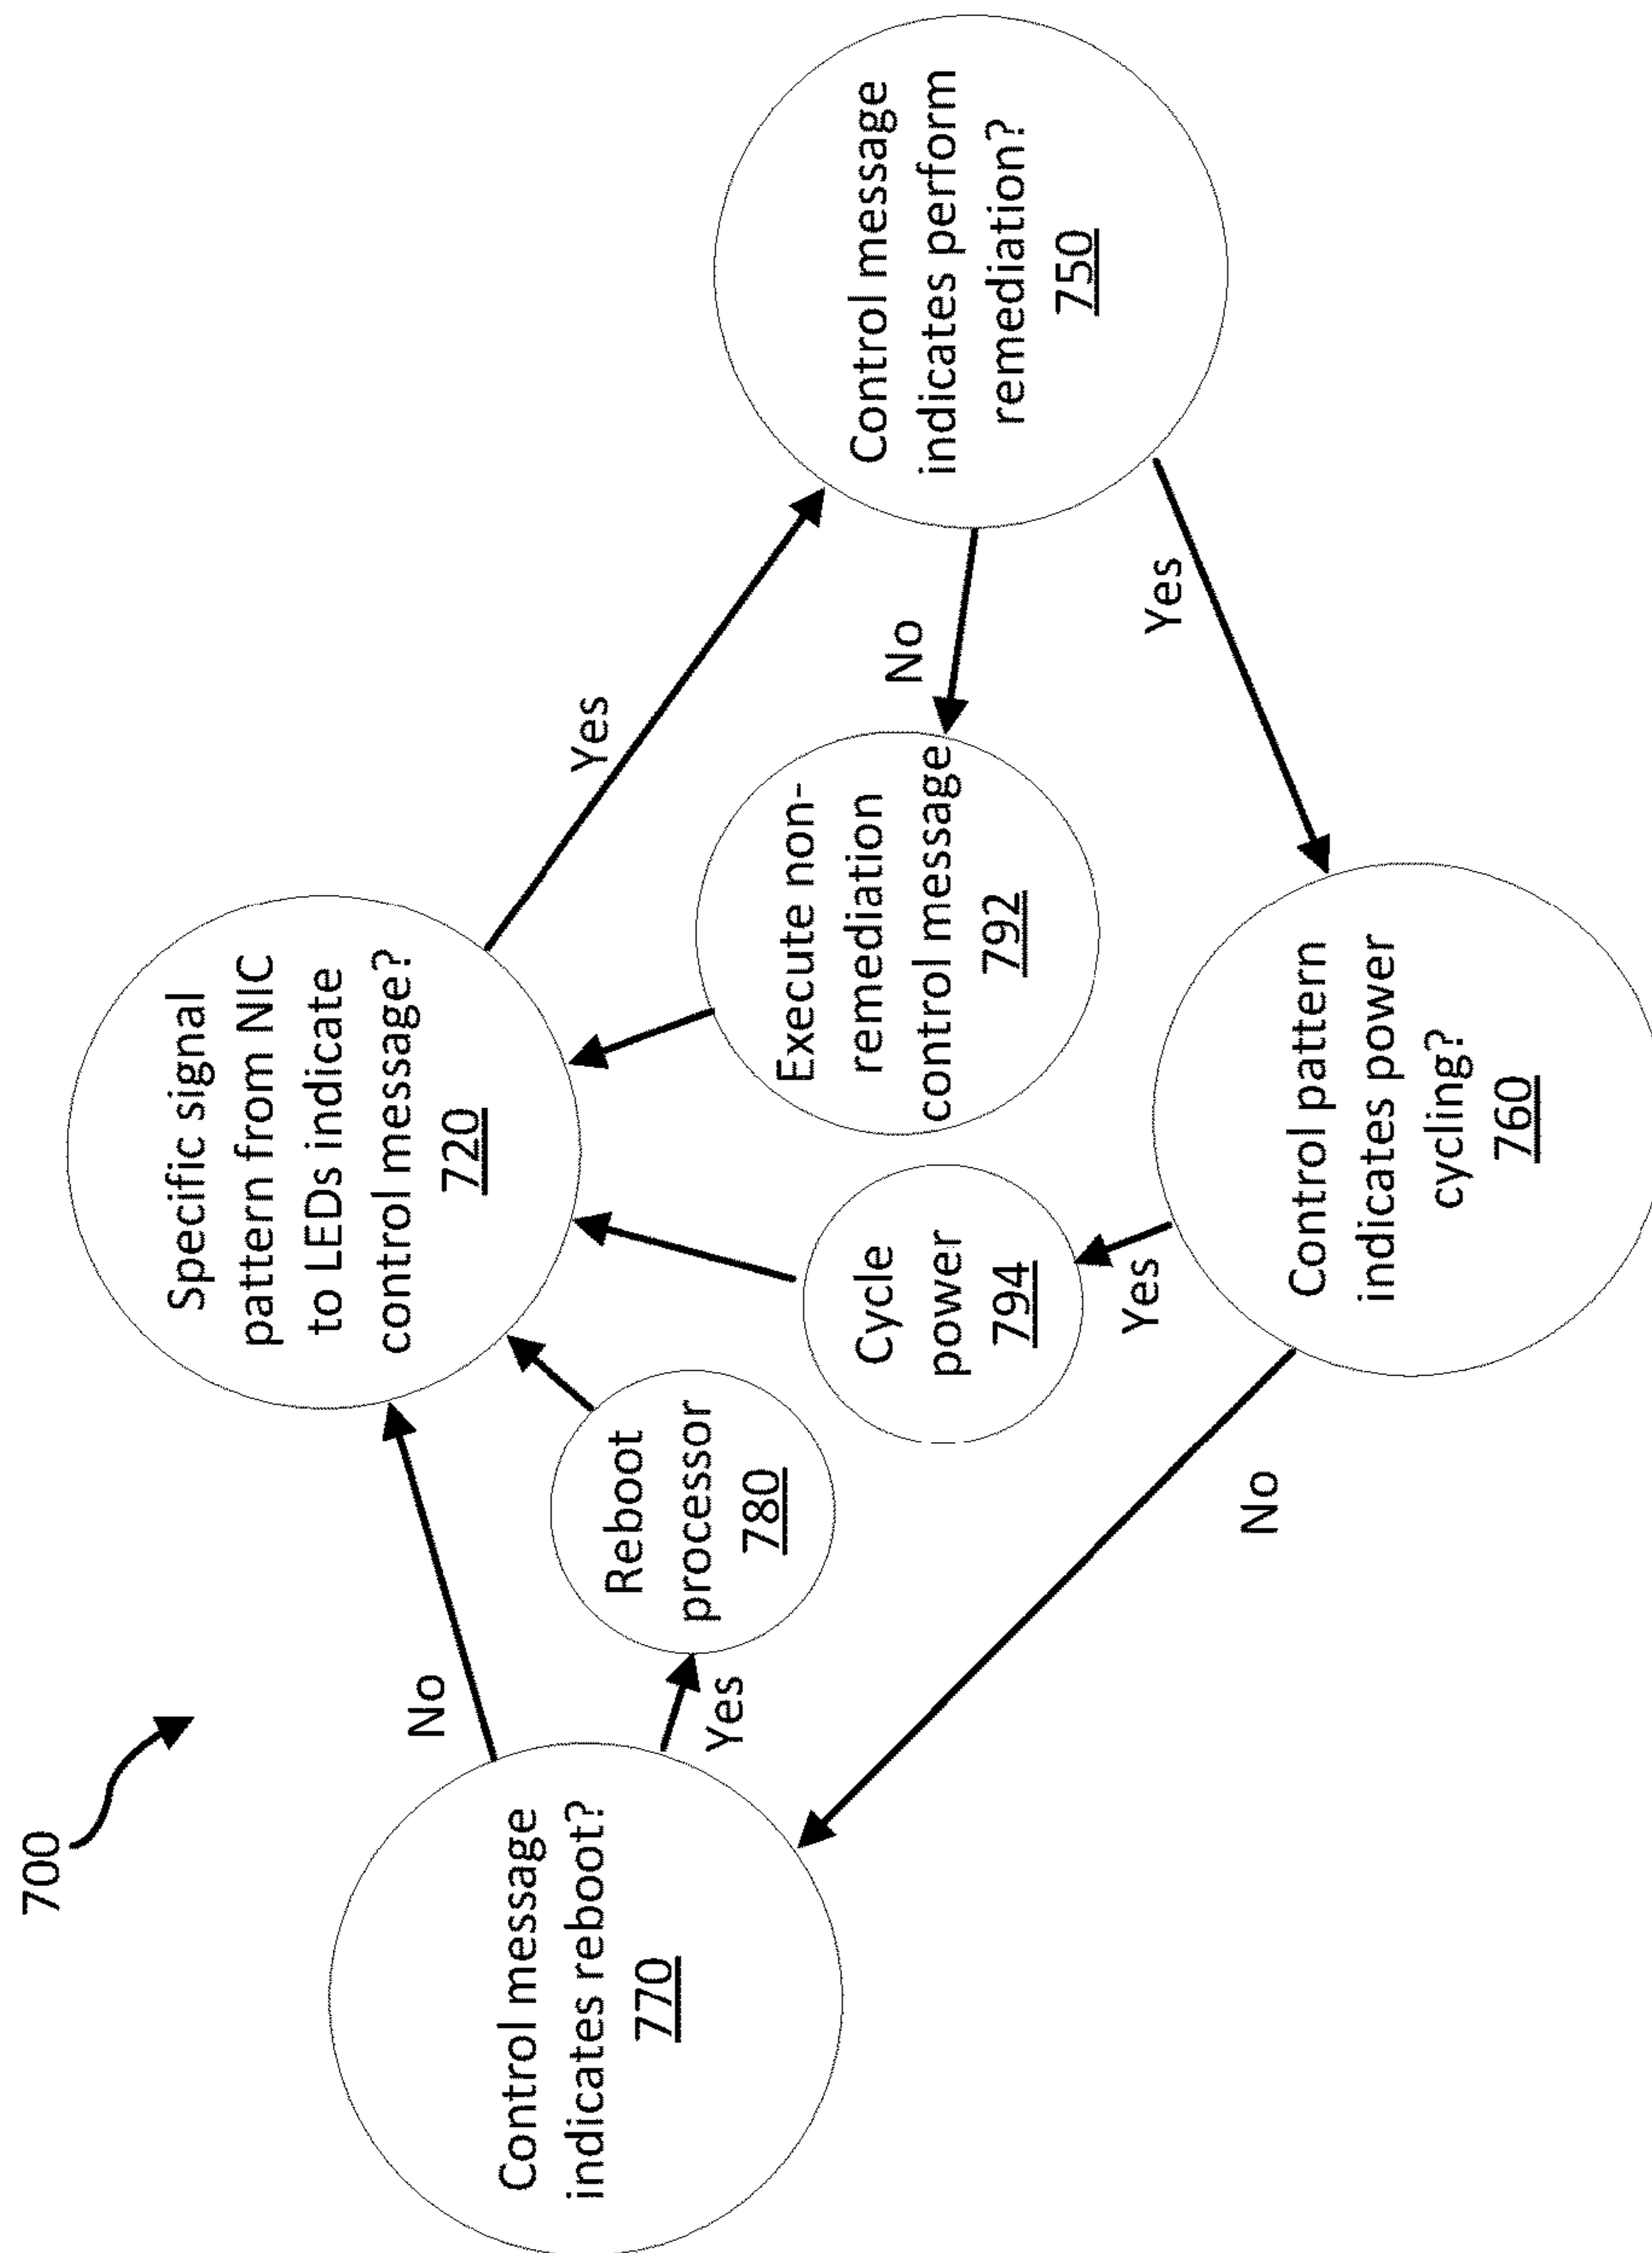 700
Specific signal
pattern from NIC
to LEDs indicate
control message?
720
Yes
Control message
indicates perform
remediation?
750
No
Yes
Execute non-
remediation
control message
792
Control pattern
indicates power
cycling?
760
Yes
Cycle
power
794
No
Control message
indicates reboot?
770
Yes
Reboot
processor
780
No